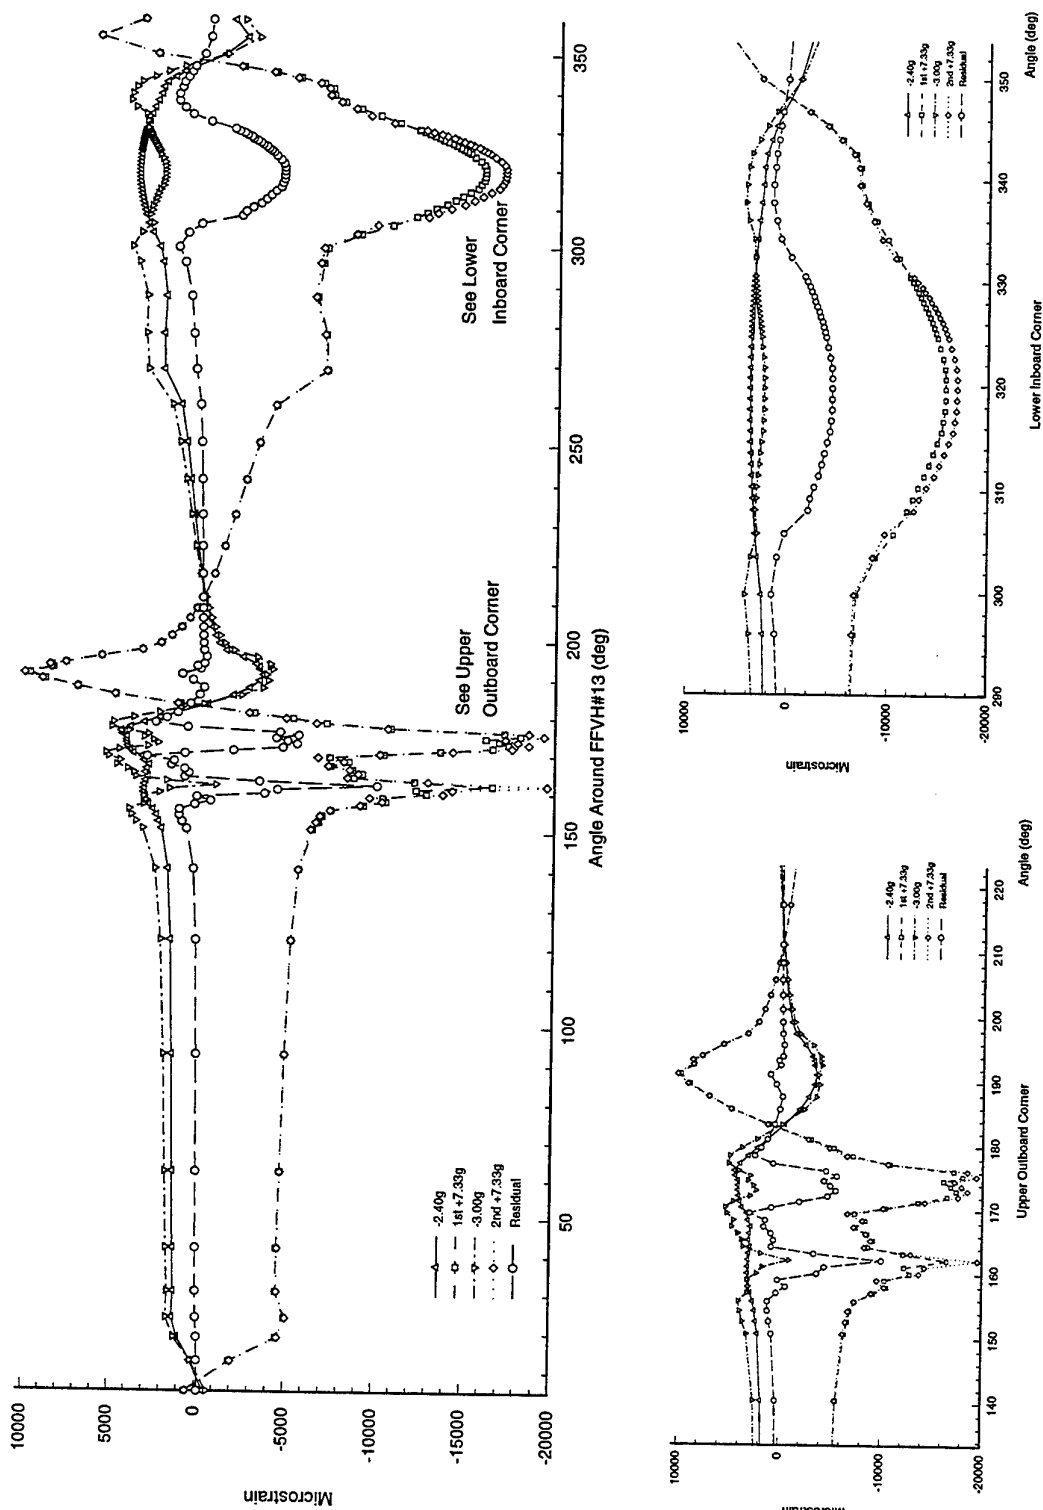 10000
5000
0
-5000
-10000
-15000
-20000
Microstrain
50
100
150
200
250
300
350
Angle Around FFVH#13 (deg)
-2.40g
1st +7.33g
-3.00g
2nd +7.33g
Residual
See Upper
Outboard Corner
See Lower
Inboard Corner
10000
0
-10000
-20000
140
150
160
170
180
190
200
210
220
Angle (deg)
Upper Outboard Corner
-2.40g
1st +7.33g
-3.00g
2nd +7.33g
Residual
Microstrain
10000
0
-10000
-20000
290
300
310
320
330
340
350
Angle (deg)
Lower Inboard Corner
-2.40g
1st +7.33g
-3.00g
2nd +7.33g
Residual